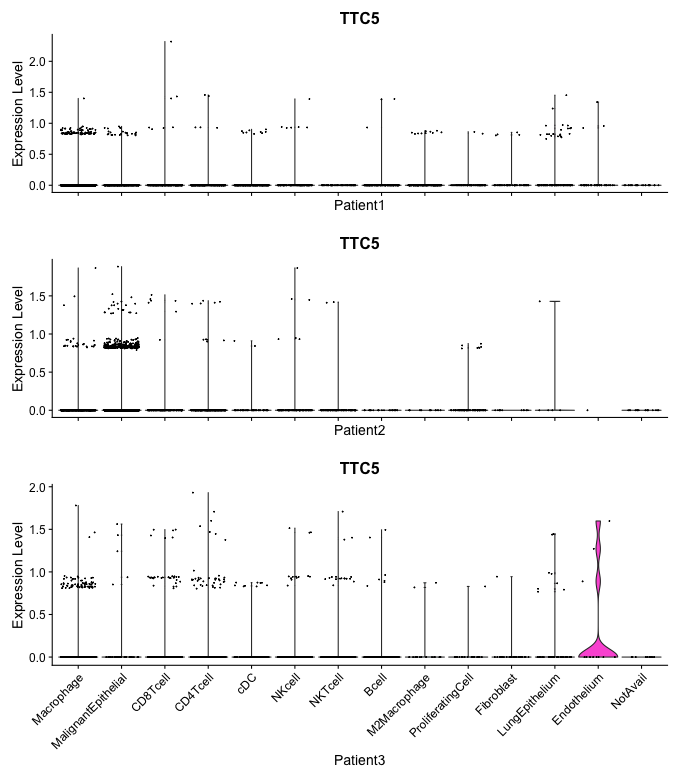 TTC5
Expression Level
2.0
1.5
1.0
0.5
0.0
Patient1
TTC5
Expression Level
1.5
1.0
0.5
0.0
Patient2
TTC5
Expression Level
2.0
1.5
1.0
0.5
0.0
Macrophage
MalignantEpithelial
CD8Tcell
CD4Tcell
cDC
NKcell
NKTcell
Bcell
M2Macrophage
ProliferatingCell
Fibroblast
LungEpithelium
Endothelium
NotAvail
Patient3